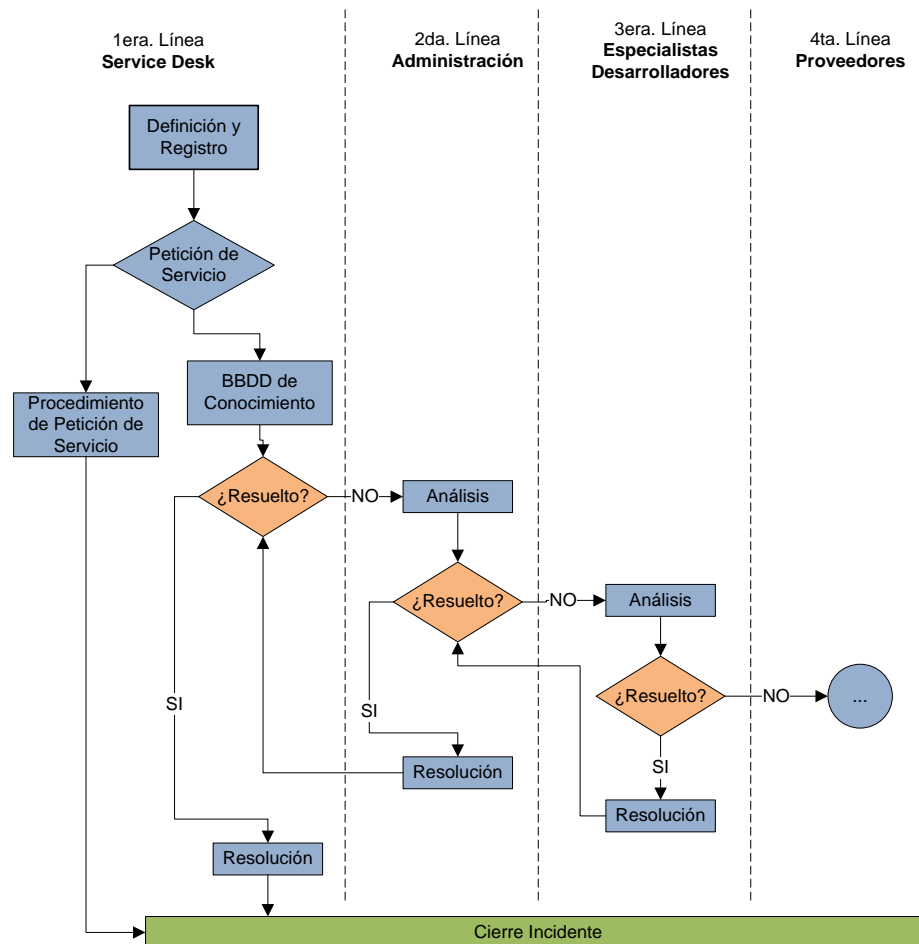 1era. Línea
Service Desk
2da. Línea
Administración
3era. Línea
Especialistas
Desarrolladores
4ta. Línea
Proveedores
Definición y
Registro
Petición de
Servicio
BBDD de
Conocimiento
Procedimiento
de Petición de
Servicio
¿Resuelto?
NO
Análisis
¿Resuelto?
NO
Análisis
¿Resuelto?
NO
...
SI
SI
SI
Resolución
Resolución
Resolución
Cierre Incidente